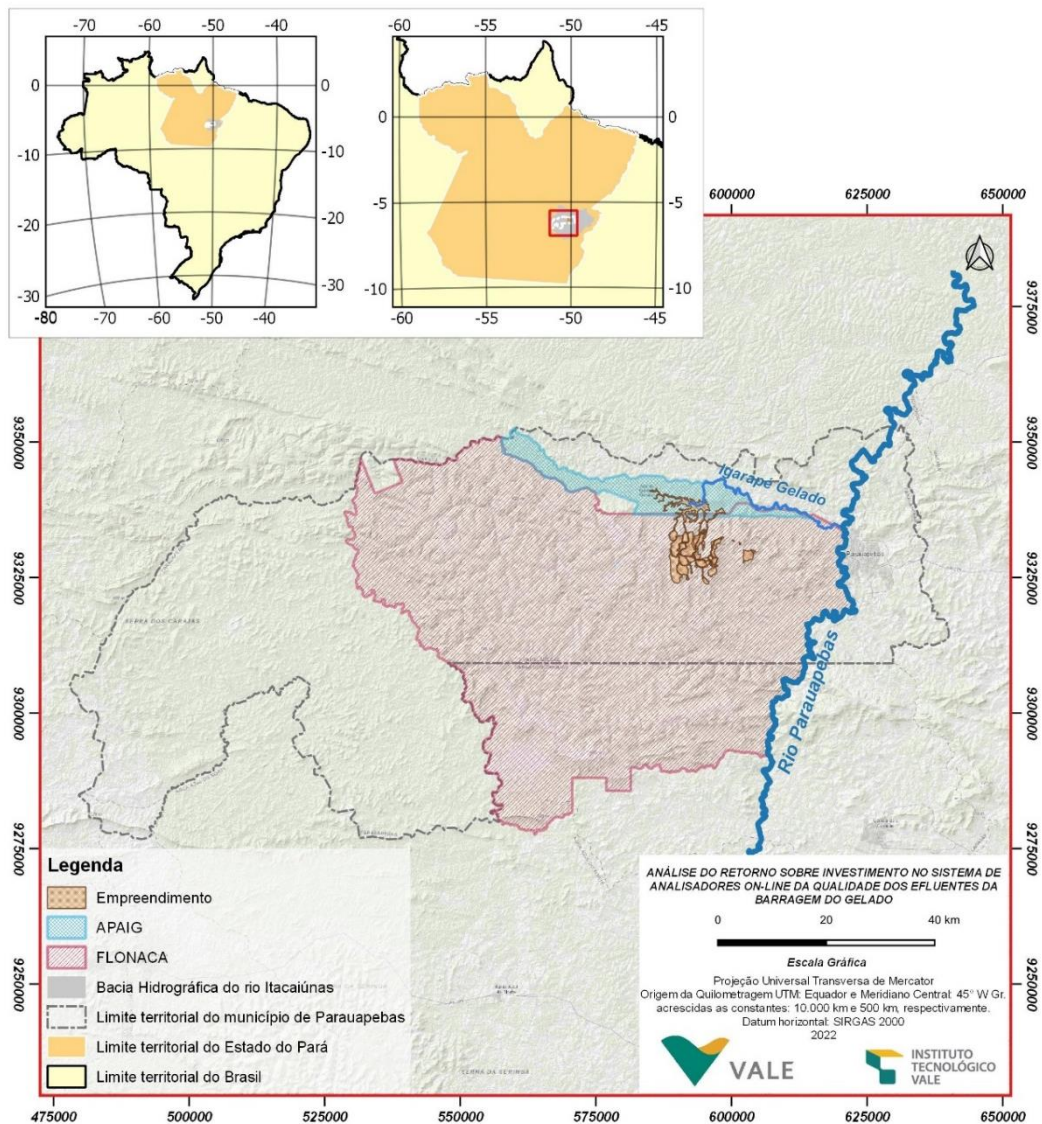 -70 -60 -50 -40
-60 -55 -50 -45
0 0
-10 -10
-20 -20
-30 -30
-80 -70 -60 -50 -40
0 0
-5 -5
-10 -10
-60 -55 -50 -45
600000 625000 650000
9375000
9350000 9350000
Igarapé Gelado
Parauapebas
9325000 9325000
SERRA DOS CARAJÁS
Rio Parauapebas
9300000 9300000
9275000 9275000
Legenda
Empreendimento
APAIG
FLONACA
Bacia Hidrográfica do rio Itacaiúnas
Limite territorial do município de Parauapebas
Limite territorial do Estado do Pará
Limite territorial do Brasil
ANÁLISE DO RETORNO SOBRE INVESTIMENTO NO SISTEMA DE
ANALISADORES ON-LINE DA QUALIDADE DOS EFLUENTES DA
BARRAGEM DO GELADO
0 20 40 km
Escala Gráfica
Projeção Universal Transversa de Mercator
Origem da Quilometragem UTM: Equador e Meridiano Central: 45° W Gr.
acrescidas as constantes: 10.000 km e 500 km, respectivamente.
Datum horizontal: SIRGAS 2000
2022
VALE
INSTITUTO
TECNOLÓGICO
VALE
9250000 9250000
SERRA DA SERINGA
475000 500000 525000 550000 575000 600000 625000 650000